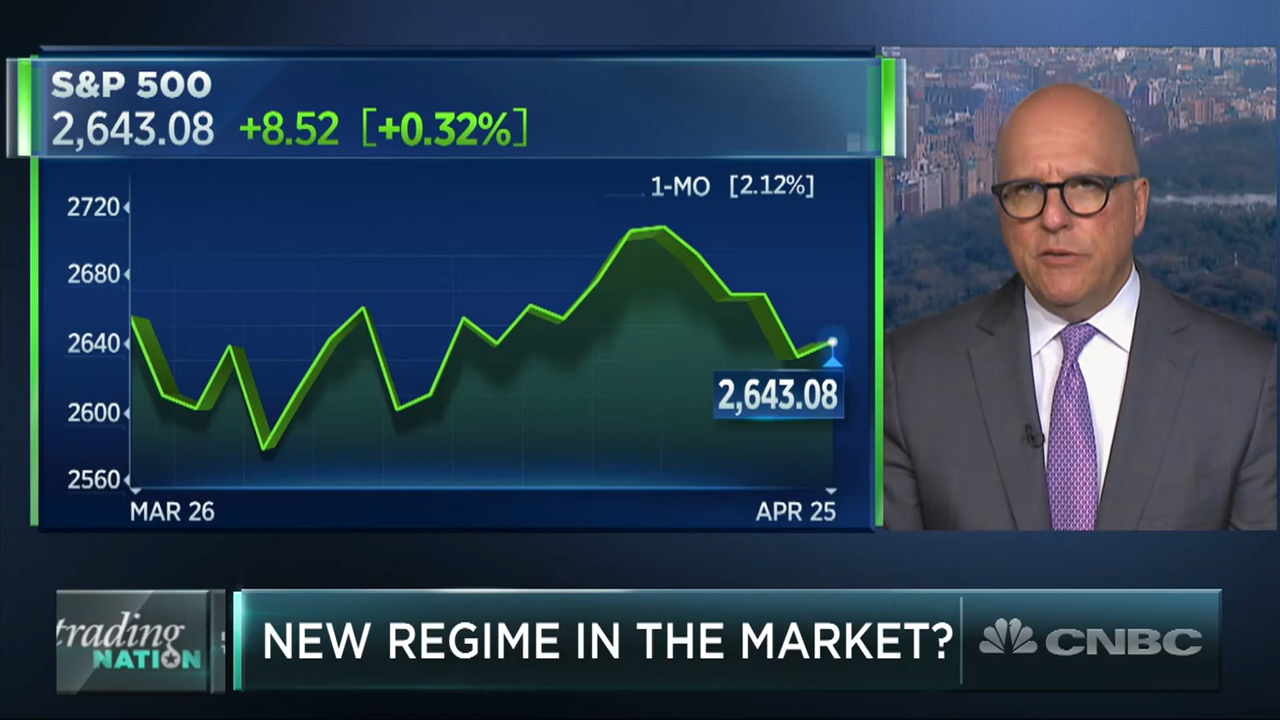 S&P 500
2,643.08 +8.52 [+0.32%]
1-MO [2.12%]
2720
2680
2640
2600
2560
2,643.08
MAR 26 APR 25
trading
NATION
NEW REGIME IN THE MARKET?
CNBC